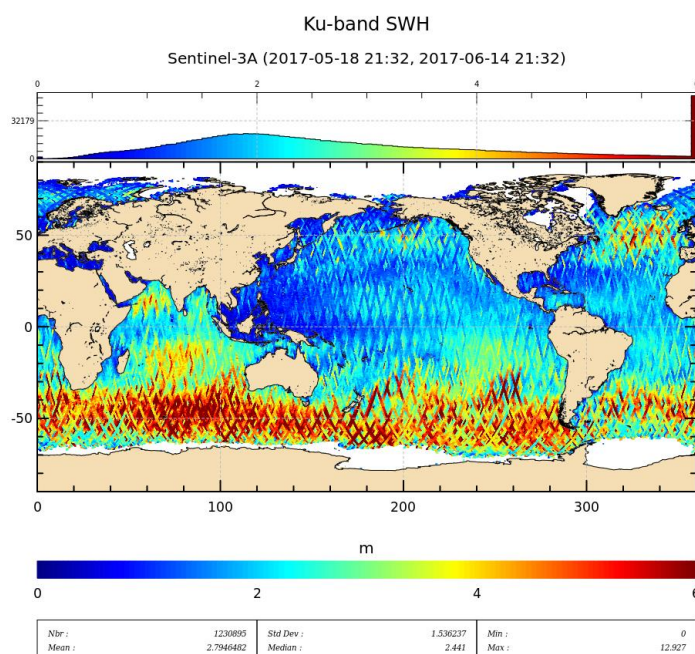 Ku-band SWH
Sentinel-3A (2017-05-18 21:32, 2017-06-14 21:32)
0 2 4
32179
0
50
0
-50
0 100 200 300
m
0 2 4 6
Nbr : 1230895 Std Dev : 1.536237 Min : 0
Mean : 2.7946482 Median : 2.441 Max : 12.927